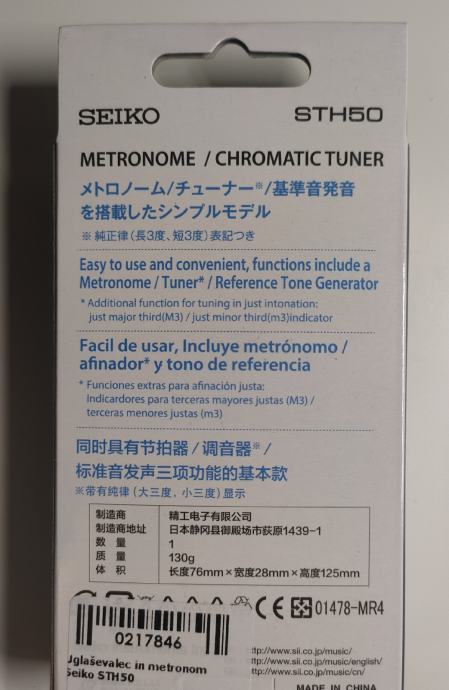 SEIKO STH50
METRONOME / CHROMATIC TUNER
メトロノーム/チューナー※/基準音発音
を搭載したシンプルモデル
※ 純正律（長3度、短3度）表記つき
Easy to use and convenient, functions include a
Metronome / Tuner* / Reference Tone Generator
* Additional function for tuning in just intonation:
just major third(M3) / just minor third(m3)indicator
Facil de usar, Incluye metrónomo /
afinador* y tono de referencia
* Funciones extras para afinación justa:
Indicardores para terceras mayores justas (M3) /
terceras menores justas (m3)
同时具有节拍器 / 调音器※ /
标准音发声三项功能的基本款
※带有纯律（大三度，小三度）显示
制造商 精工电子有限公司
制造商地址 日本静冈县御殿场市荻原1439-1
数 量 1
质 量 130g
体 积 长度76mm×宽度28mm×高度125mm
CE 01478-MR4
0217846
Uglaševalec in metronom
Seiko STH50
http://www.sii.co.jp/music/
http://www.sii.co.jp/music/english/
http://www.sii.co.jp/music/cn/
MADE IN CHINA